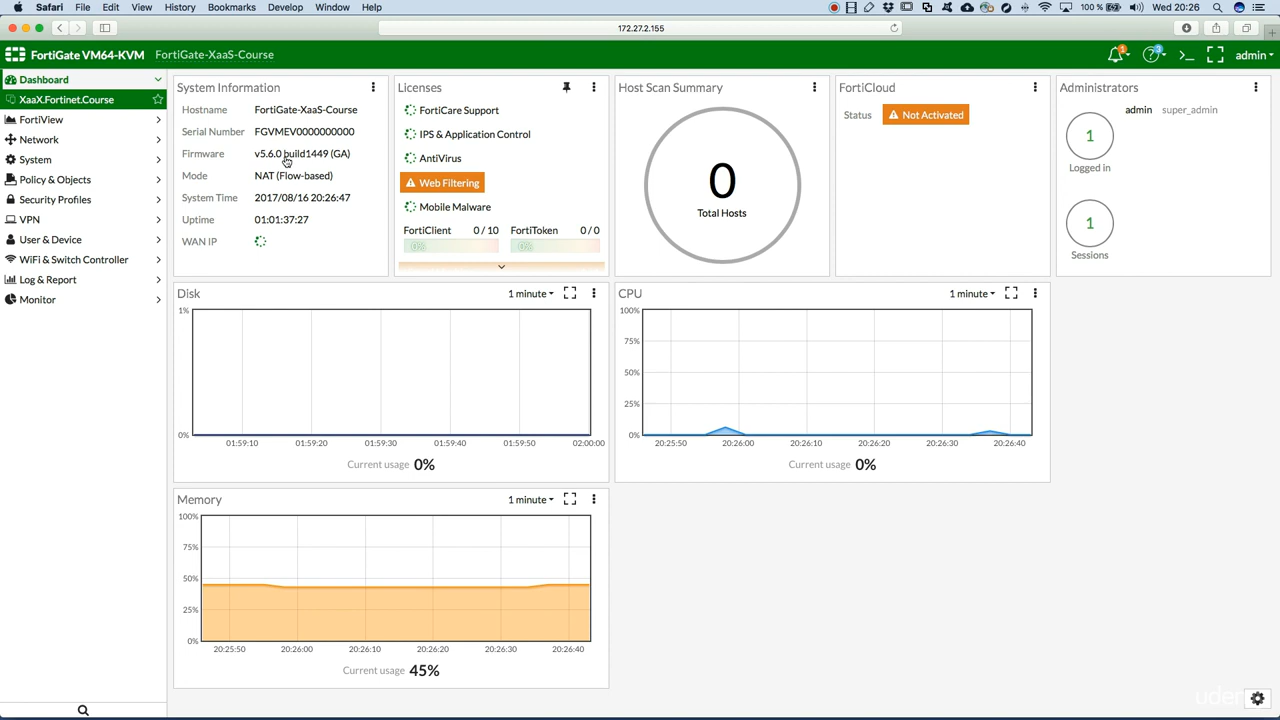 Safari File Edit View History Bookmarks Develop Window Help 100 % Wed 20:26
172.27.2.155
FortiGate VM64-KVM FortiGate-XaaS-Course 1 3 admin
Dashboard
XaaX.Fortinet.Course
FortiView
Network
System
Policy & Objects
Security Profiles
VPN
User & Device
WiFi & Switch Controller
Log & Report
Monitor
System Information
Hostname FortiGate-XaaS-Course
Serial Number FGVMEV0000000000
Firmware v5.6.0 build1449 (GA)
Mode NAT (Flow-based)
System Time 2017/08/16 20:26:47
Uptime 01:01:37:27
WAN IP
Licenses
FortiCare Support
IPS & Application Control
AntiVirus
Web Filtering
Mobile Malware
FortiClient 0 / 10 FortiToken 0 / 0
0% 0%
Host Scan Summary
0
Total Hosts
FortiCloud
Status Not Activated
Administrators
admin super_admin
1
Logged in
1
Sessions
Disk 1 minute
1%
0%
01:59:10 01:59:20 01:59:30 01:59:40 01:59:50 02:00:00
Current usage 0%
CPU 1 minute
100%
75%
50%
25%
0%
20:25:50 20:26:00 20:26:10 20:26:20 20:26:30 20:26:40
Current usage 0%
Memory 1 minute
100%
75%
50%
25%
0%
20:25:50 20:26:00 20:26:10 20:26:20 20:26:30 20:26:40
Current usage 45%